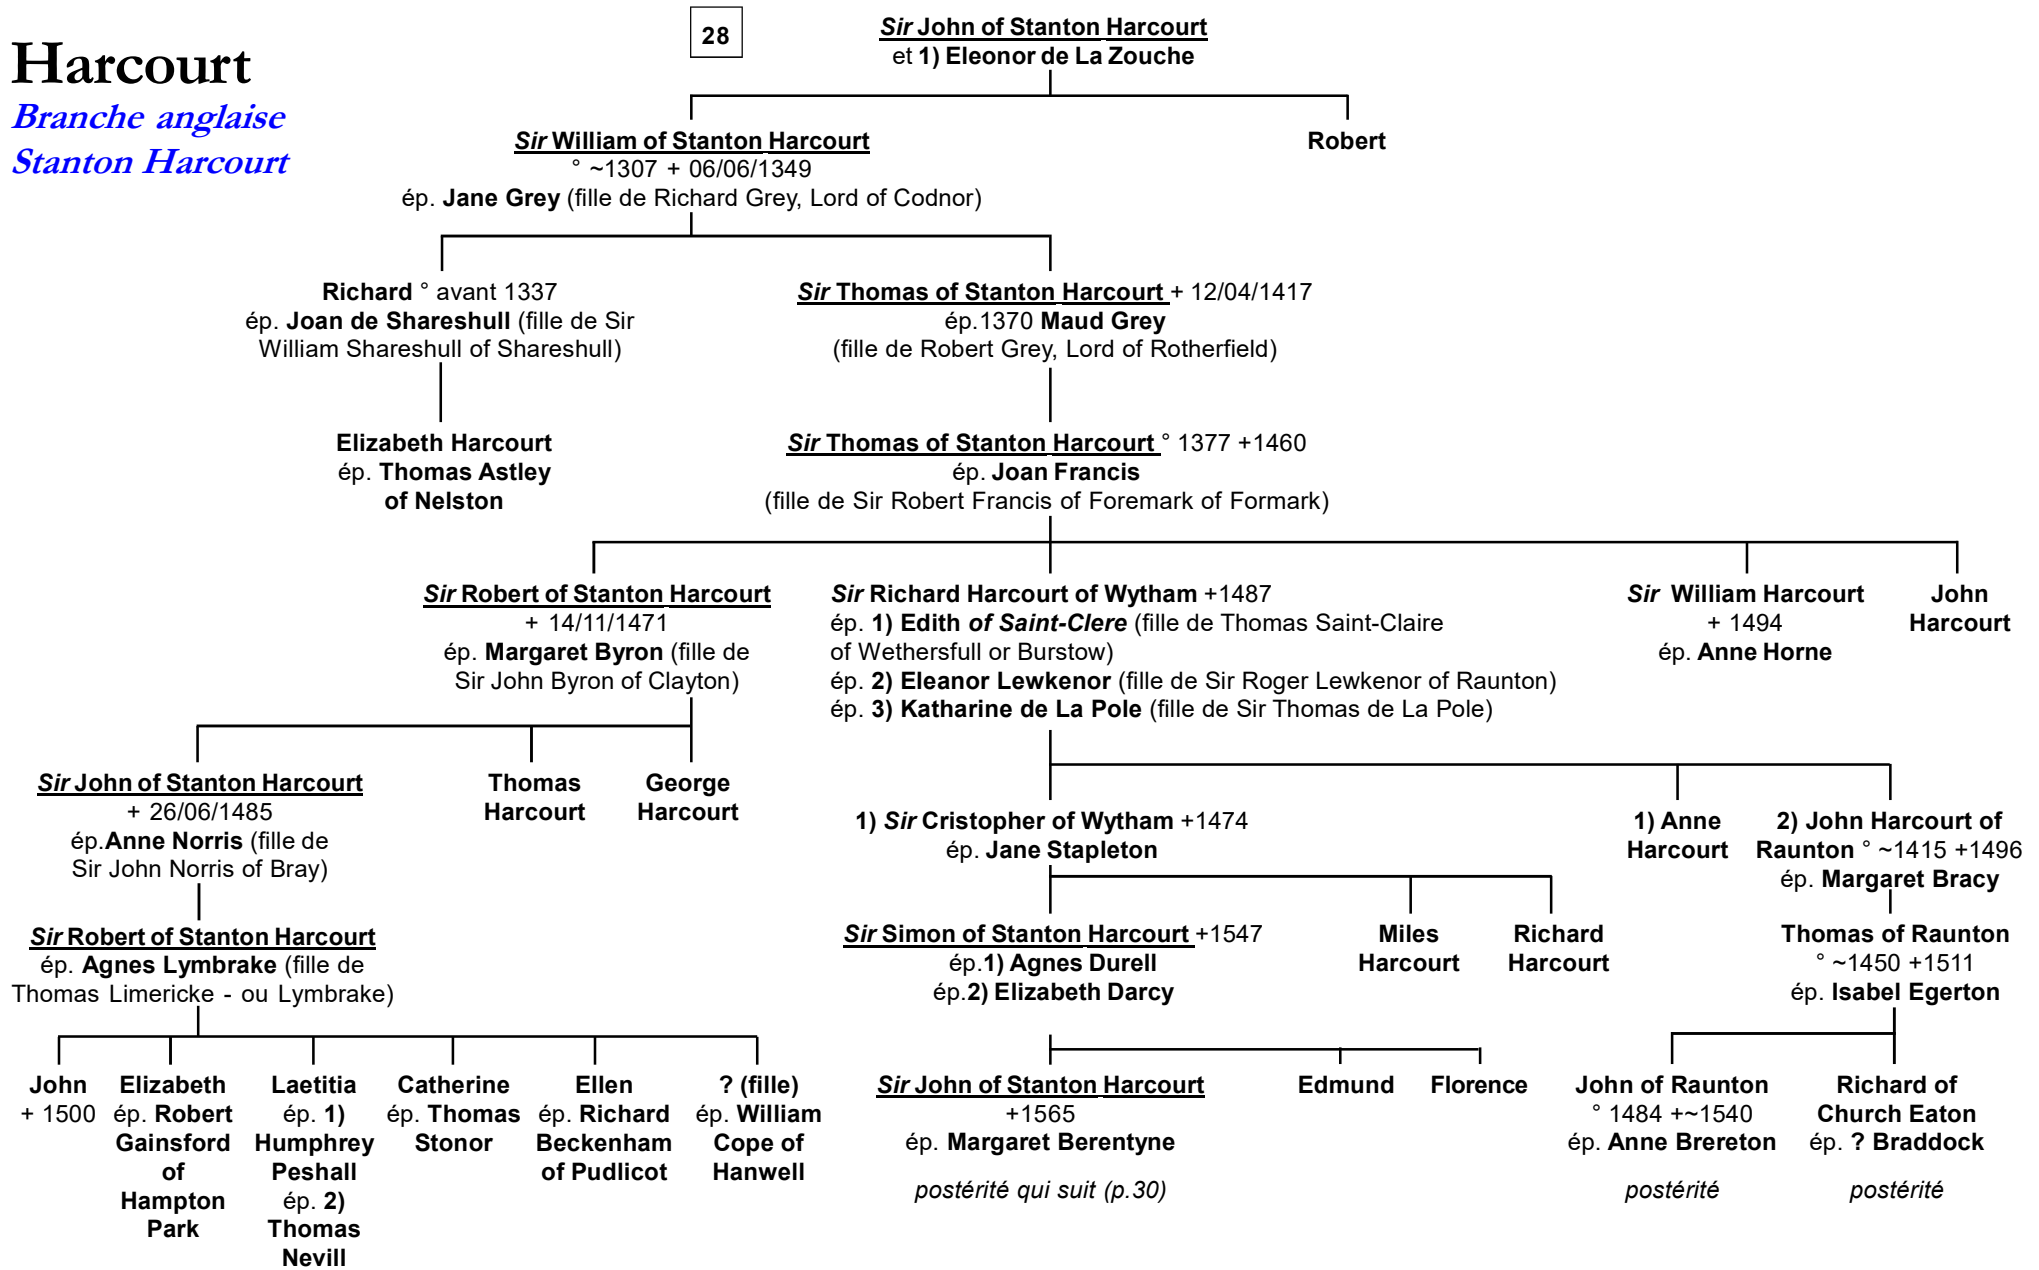 Harcourt
Branche anglaise
Stanton Harcourt
28
Sir John of Stanton Harcourt
et 1) Eleonor de La Zouche
Sir William of Stanton Harcourt
° ~1307 + 06/06/1349
ép. Jane Grey (fille de Richard Grey, Lord of Codnor)
Robert
Richard ° avant 1337
ép. Joan de Shareshull (fille de Sir
William Shareshull of Shareshull)
Sir Thomas of Stanton Harcourt + 12/04/1417
ép.1370 Maud Grey
(fille de Robert Grey, Lord of Rotherfield)
Elizabeth Harcourt
ép. Thomas Astley
of Nelston
Sir Thomas of Stanton Harcourt ° 1377 +1460
ép. Joan Francis
(fille de Sir Robert Francis of Foremark of Formark)
Sir Robert of Stanton Harcourt
+ 14/11/1471
ép. Margaret Byron (fille de
Sir John Byron of Clayton)
Sir Richard Harcourt of Wytham +1487
ép. 1) Edith of Saint-Clere (fille de Thomas Saint-Claire
of Wethersfull or Burstow)
ép. 2) Eleanor Lewkenor (fille de Sir Roger Lewkenor of Raunton)
ép. 3) Katharine de La Pole (fille de Sir Thomas de La Pole)
Sir William Harcourt
+ 1494
ép. Anne Horne
John
Harcourt
Sir John of Stanton Harcourt
+ 26/06/1485
ép.Anne Norris (fille de
Sir John Norris of Bray)
Thomas
Harcourt
George
Harcourt
1) Sir Cristopher of Wytham +1474
ép. Jane Stapleton
1) Anne
Harcourt
2) John Harcourt of
Raunton ° ~1415 +1496
ép. Margaret Bracy
Sir Robert of Stanton Harcourt
ép. Agnes Lymbrake (fille de
Thomas Limericke - ou Lymbrake)
Sir Simon of Stanton Harcourt +1547
ép.1) Agnes Durell
ép.2) Elizabeth Darcy
Miles
Harcourt
Richard
Harcourt
Thomas of Raunton
° ~1450 +1511
ép. Isabel Egerton
John
+ 1500
Elizabeth
ép. Robert
Gainsford
of
Hampton
Park
Laetitia
ép. 1)
Humphrey
Peshall
ép. 2)
Thomas
Nevill
Catherine
ép. Thomas
Stonor
Ellen
ép. Richard
Beckenham
of Pudlicot
? (fille)
ép. William
Cope of
Hanwell
Sir John of Stanton Harcourt
+1565
ép. Margaret Berentyne
postérité qui suit (p.30)
Edmund
Florence
John of Raunton
° 1484 +~1540
ép. Anne Brereton
postérité
Richard of
Church Eaton
ép. ? Braddock
postérité